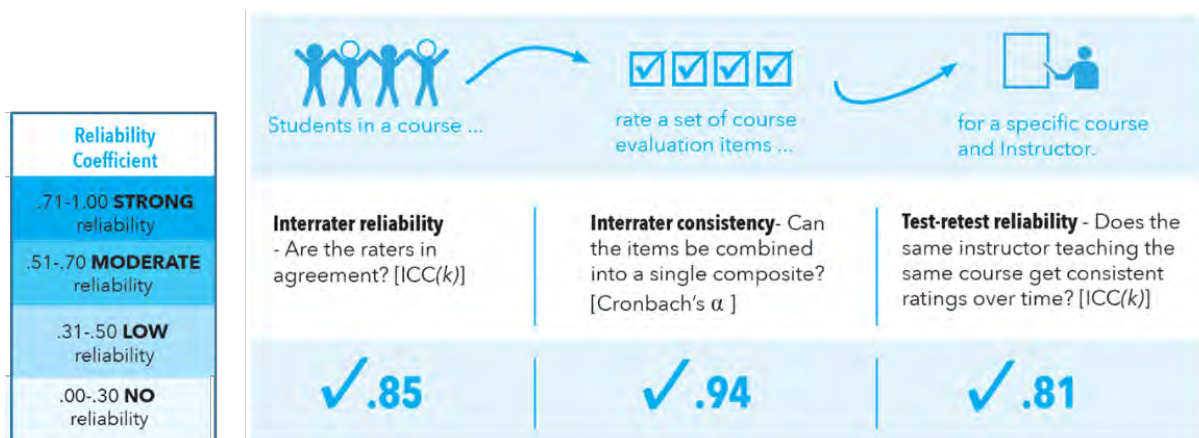 Reliability
Coefficient
.71-1.00 STRONG
reliability
.51-.70 MODERATE
reliability
.31-.50 LOW
reliability
.00-.30 NO
reliability
Students in a course ...
rate a set of course
evaluation items ...
for a specific course
and Instructor.
Interrater reliability
- Are the raters in
agreement? [ICC(k)]
Interrater consistency- Can
the items be combined
into a single composite?
[Cronbach's α ]
Test-retest reliability - Does the
same instructor teaching the
same course get consistent
ratings over time? [ICC(k)]
✓.85
✓.94
✓.81